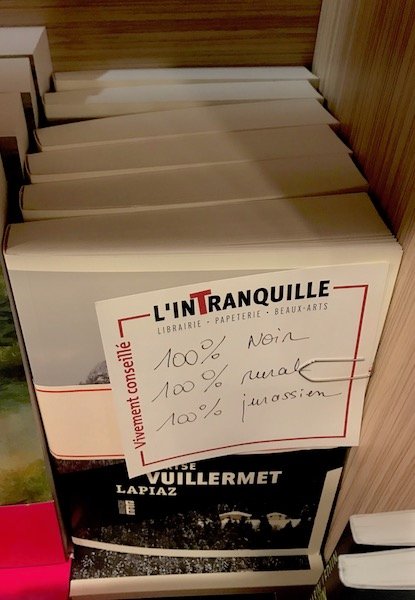 L'INTRANQUILLE
LIBRAIRIE • PAPETERIE • BEAUX-ARTS
Vivement conseillé
100% Noir
100% rural
100% jurassien
VUILLERMET
LAPIAZ